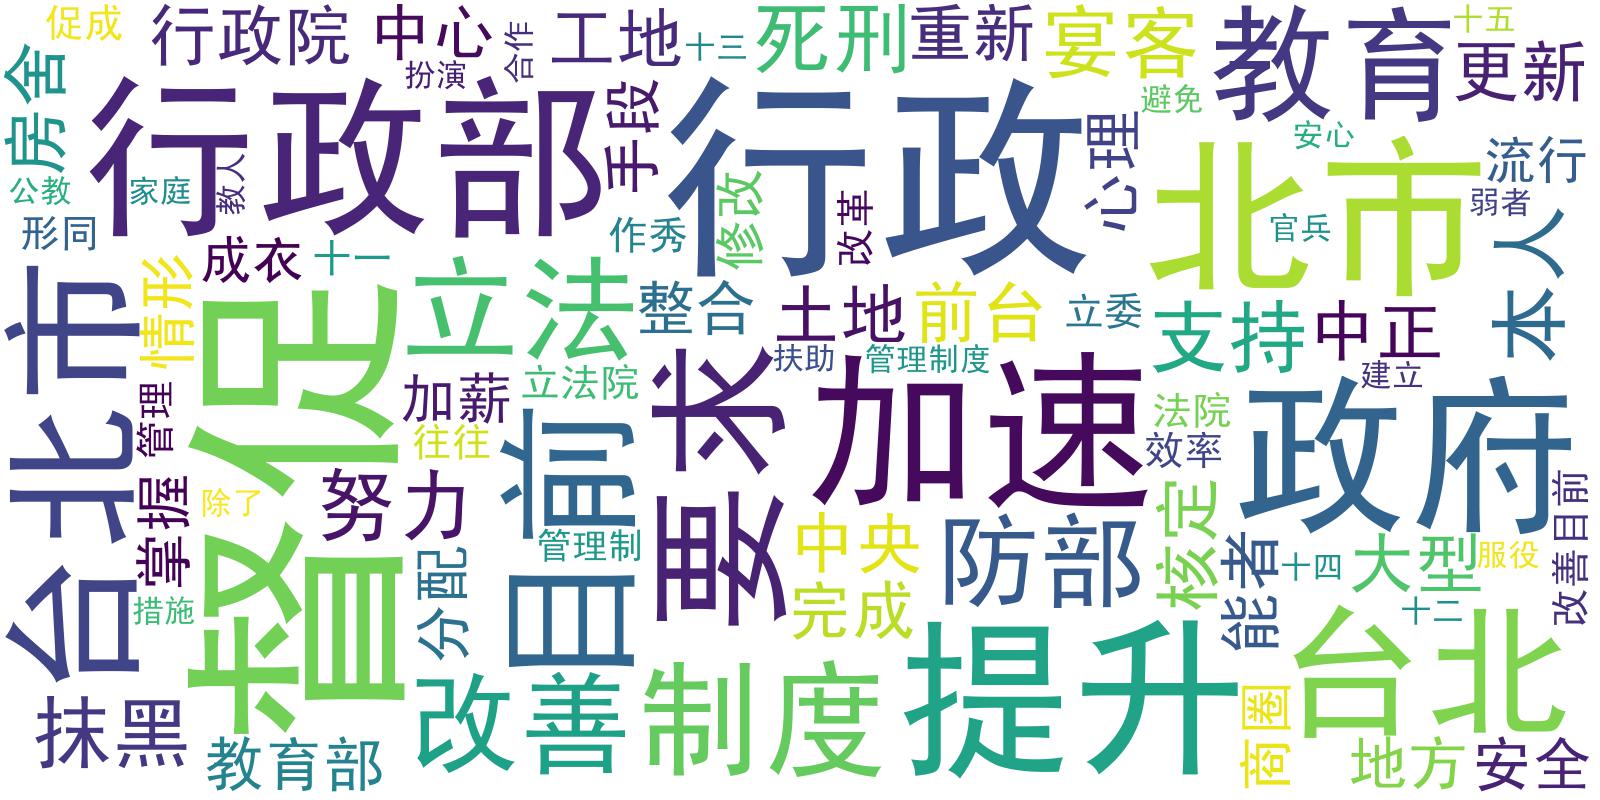 促成
行政院
中心
扮演
合作
工地
十三
死刑
重新
宴客
教育
十五
更新
房舍
行政部
手段
行政
避免
心理
北市
安心
流行
弱者
公教
家庭
教人
形同
成衣
十一
作秀
修改
改革
官兵
本人
台北市
情形
督促
立法
整合
土地
前台
立委
支持
中正
扶助
管理制度
建立
加薪
立法院
往往
管理
掌握
除了
努力
目前
要求
加速
法院
效率
政府
改善目前
管理制
分配
措施
中央
防部
完成
核定
能者
十四
大型
服役
十二
抹黑
教育部
改善
制度
提升
台北
商圈
地方
安全